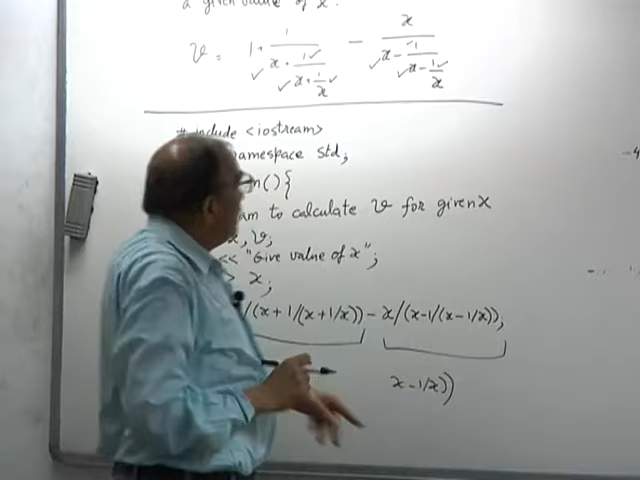 a given value of x.
v = 1 + 1/(x + 1/(x + 1/x)) - x/(x - 1/(x - 1/x))
# include <iostream>
namespace std;
n(){
am to calculate v for given x
x, v;
<< "Give value of x";
> x;
/(x + 1/(x + 1/x)) - x/(x-1/(x-1/x));
x - 1/x))
-4